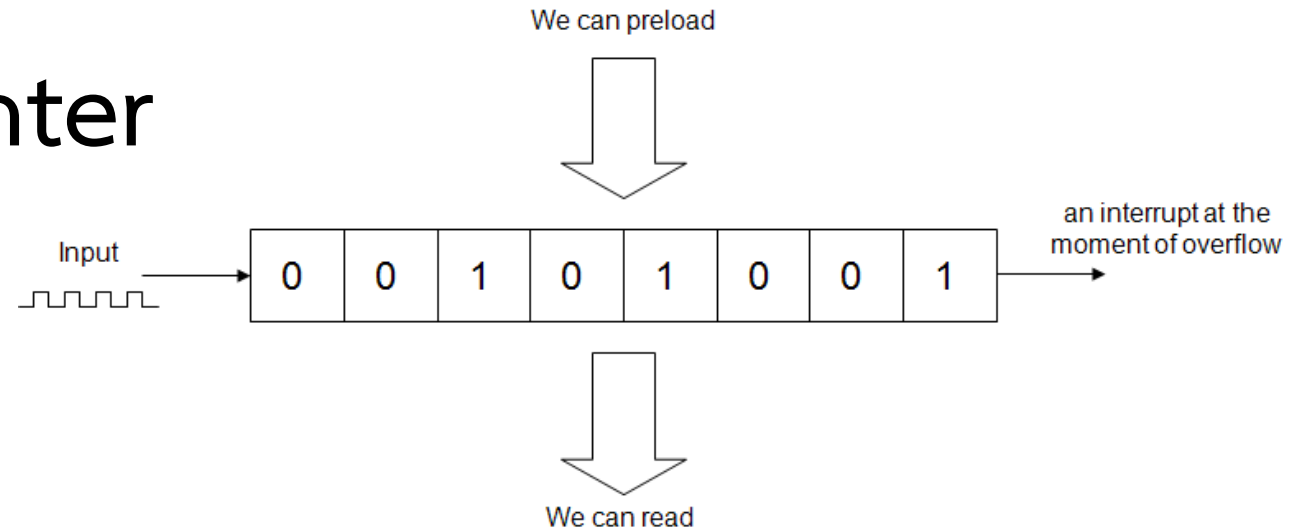 We can preload
nter
Input
0 0 1 0 1 0 0 1
an interrupt at the
moment of overflow
We can read